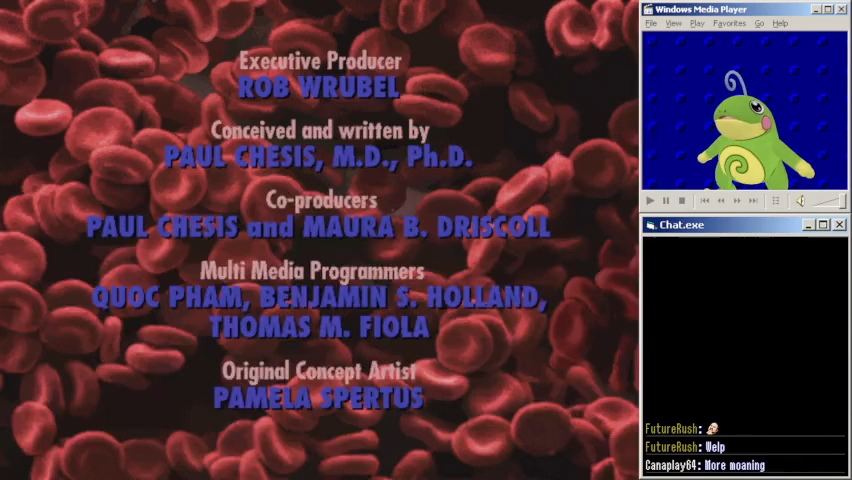 Executive Producer
ROB WRUBEL
Conceived and written by
PAUL CHESIS, M.D., Ph.D.
Co-producers
PAUL CHESIS and MAURA B. DRISCOLL
Multi Media Programmers
QUOC PHAM, BENJAMIN S. HOLLAND,
THOMAS M. FIOLA
Original Concept Artist
PAMELA SPERTUS
Windows Media Player
File View Play Favorites Go Help
Chat.exe
FutureRush:
FutureRush: Welp
Canaplay64: More moaning